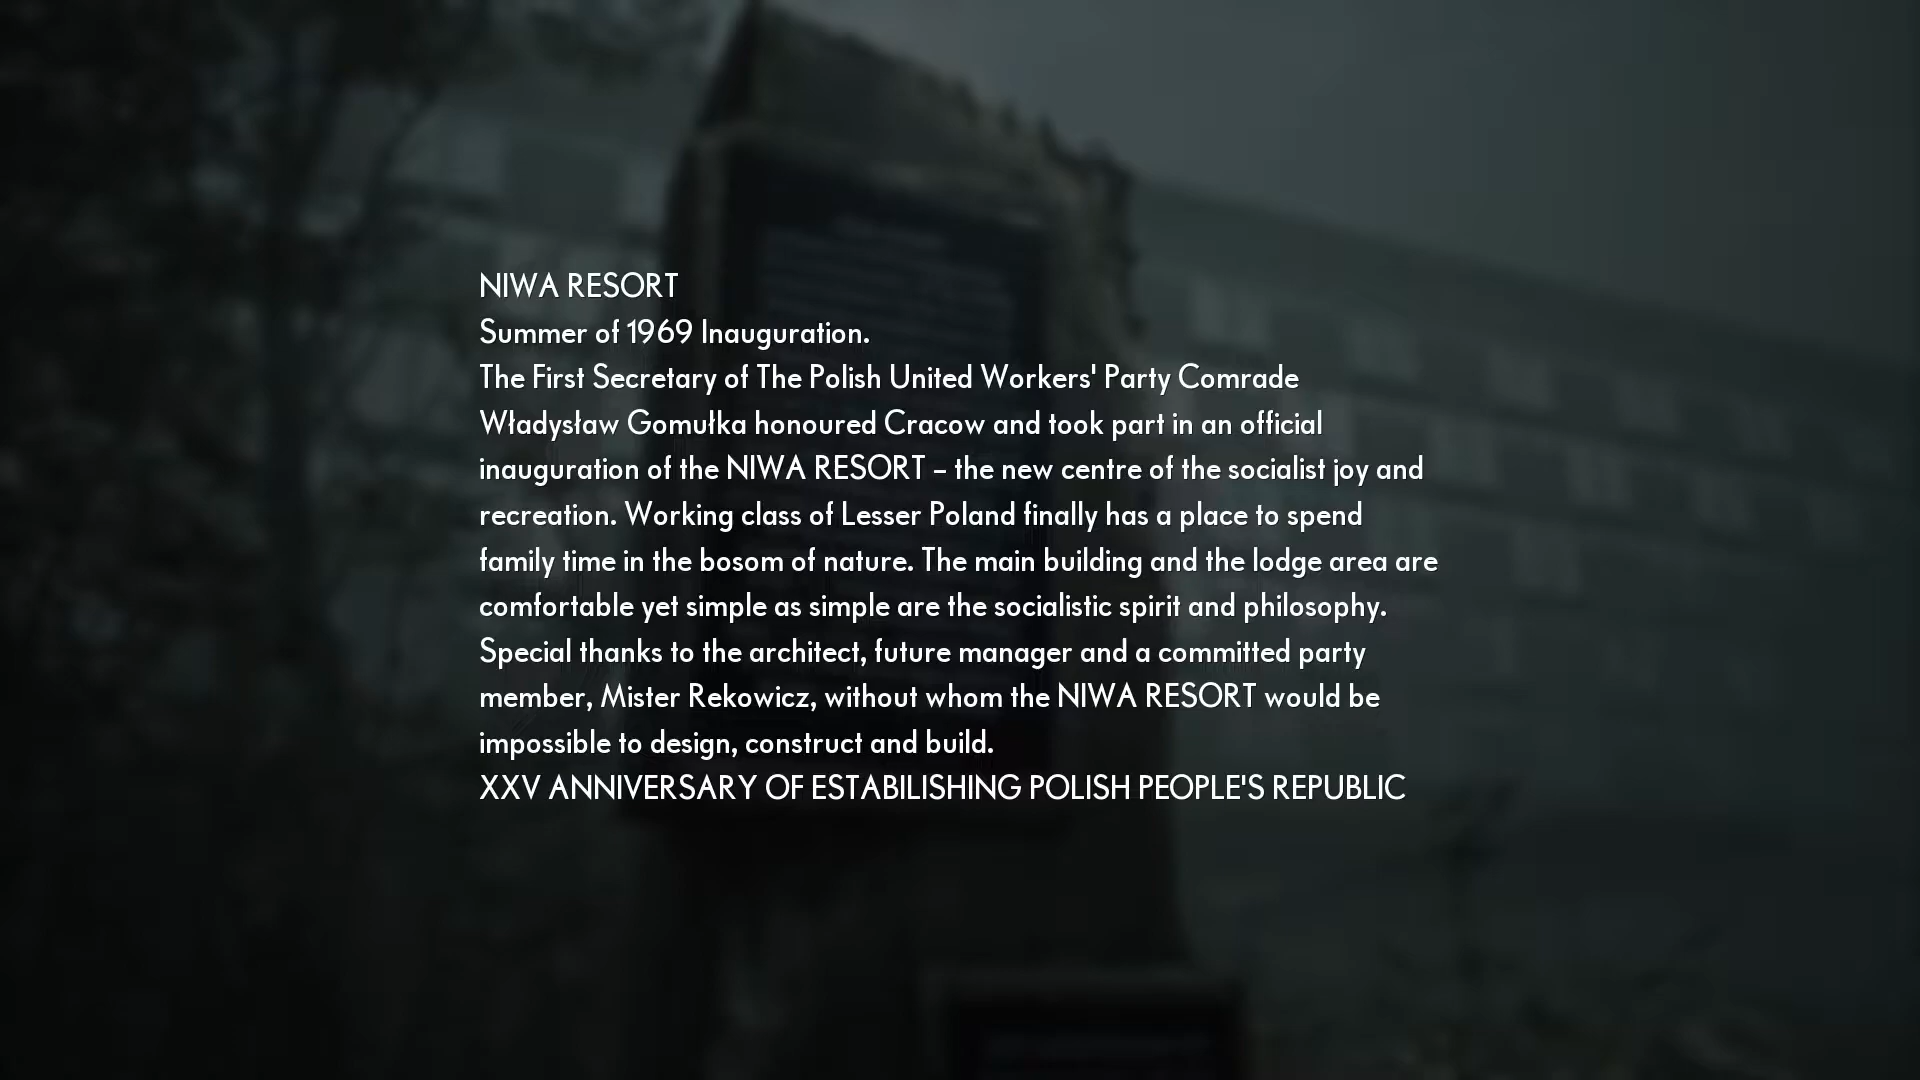 NIWA RESORT
Summer of 1969 Inauguration.
The First Secretary of The Polish United Workers' Party Comrade
Władysław Gomułka honoured Cracow and took part in an official
inauguration of the NIWA RESORT – the new centre of the socialist joy and
recreation. Working class of Lesser Poland finally has a place to spend
family time in the bosom of nature. The main building and the lodge area are
comfortable yet simple as simple are the socialistic spirit and philosophy.
Special thanks to the architect, future manager and a committed party
member, Mister Rekowicz, without whom the NIWA RESORT would be
impossible to design, construct and build.
XXV ANNIVERSARY OF ESTABILISHING POLISH PEOPLE'S REPUBLIC